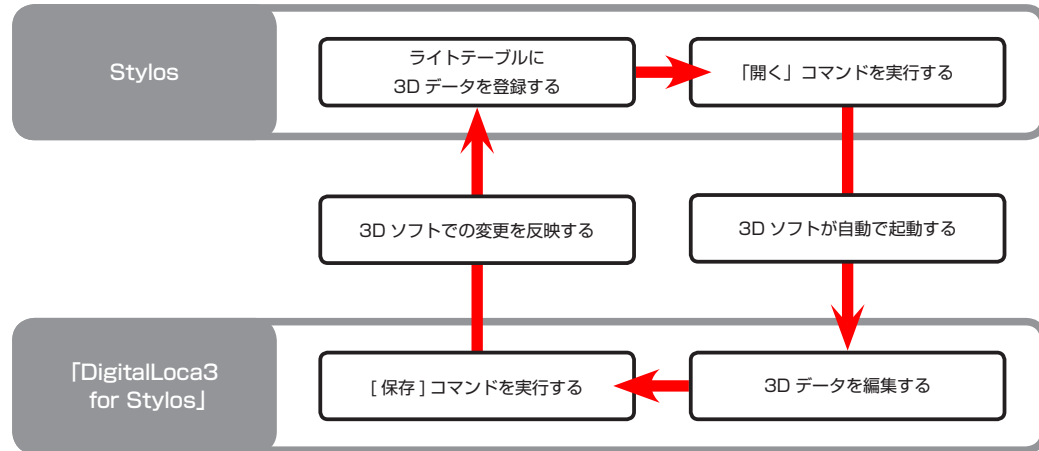 Stylos
ライトテーブルに
3D データを登録する
「開く」コマンドを実行する
3D ソフトでの変更を反映する
3D ソフトが自動で起動する
「DigitalLoca3
for Stylos」
[ 保存 ] コマンドを実行する
3D データを編集する